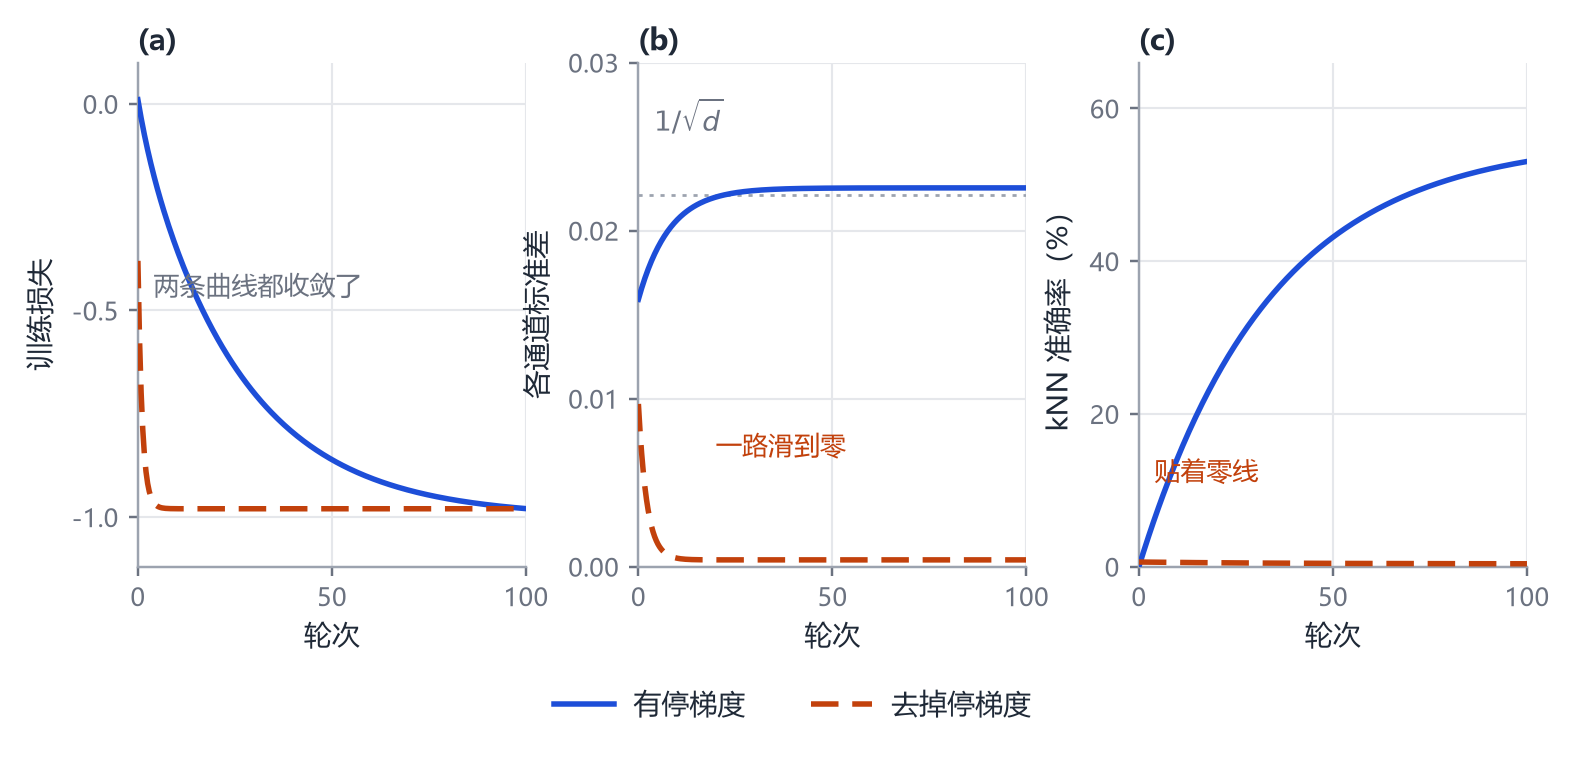 (a)
0.0
-0.5
-1.0
训练损失
两条曲线都收敛了
0
50
100
轮次
(b)
0.03
0.02
0.01
0.00
各通道标准差
1/√d
一路滑到零
0
50
100
轮次
(c)
60
40
20
0
kNN 准确率（%）
贴着零线
0
50
100
轮次
有停梯度
去掉停梯度